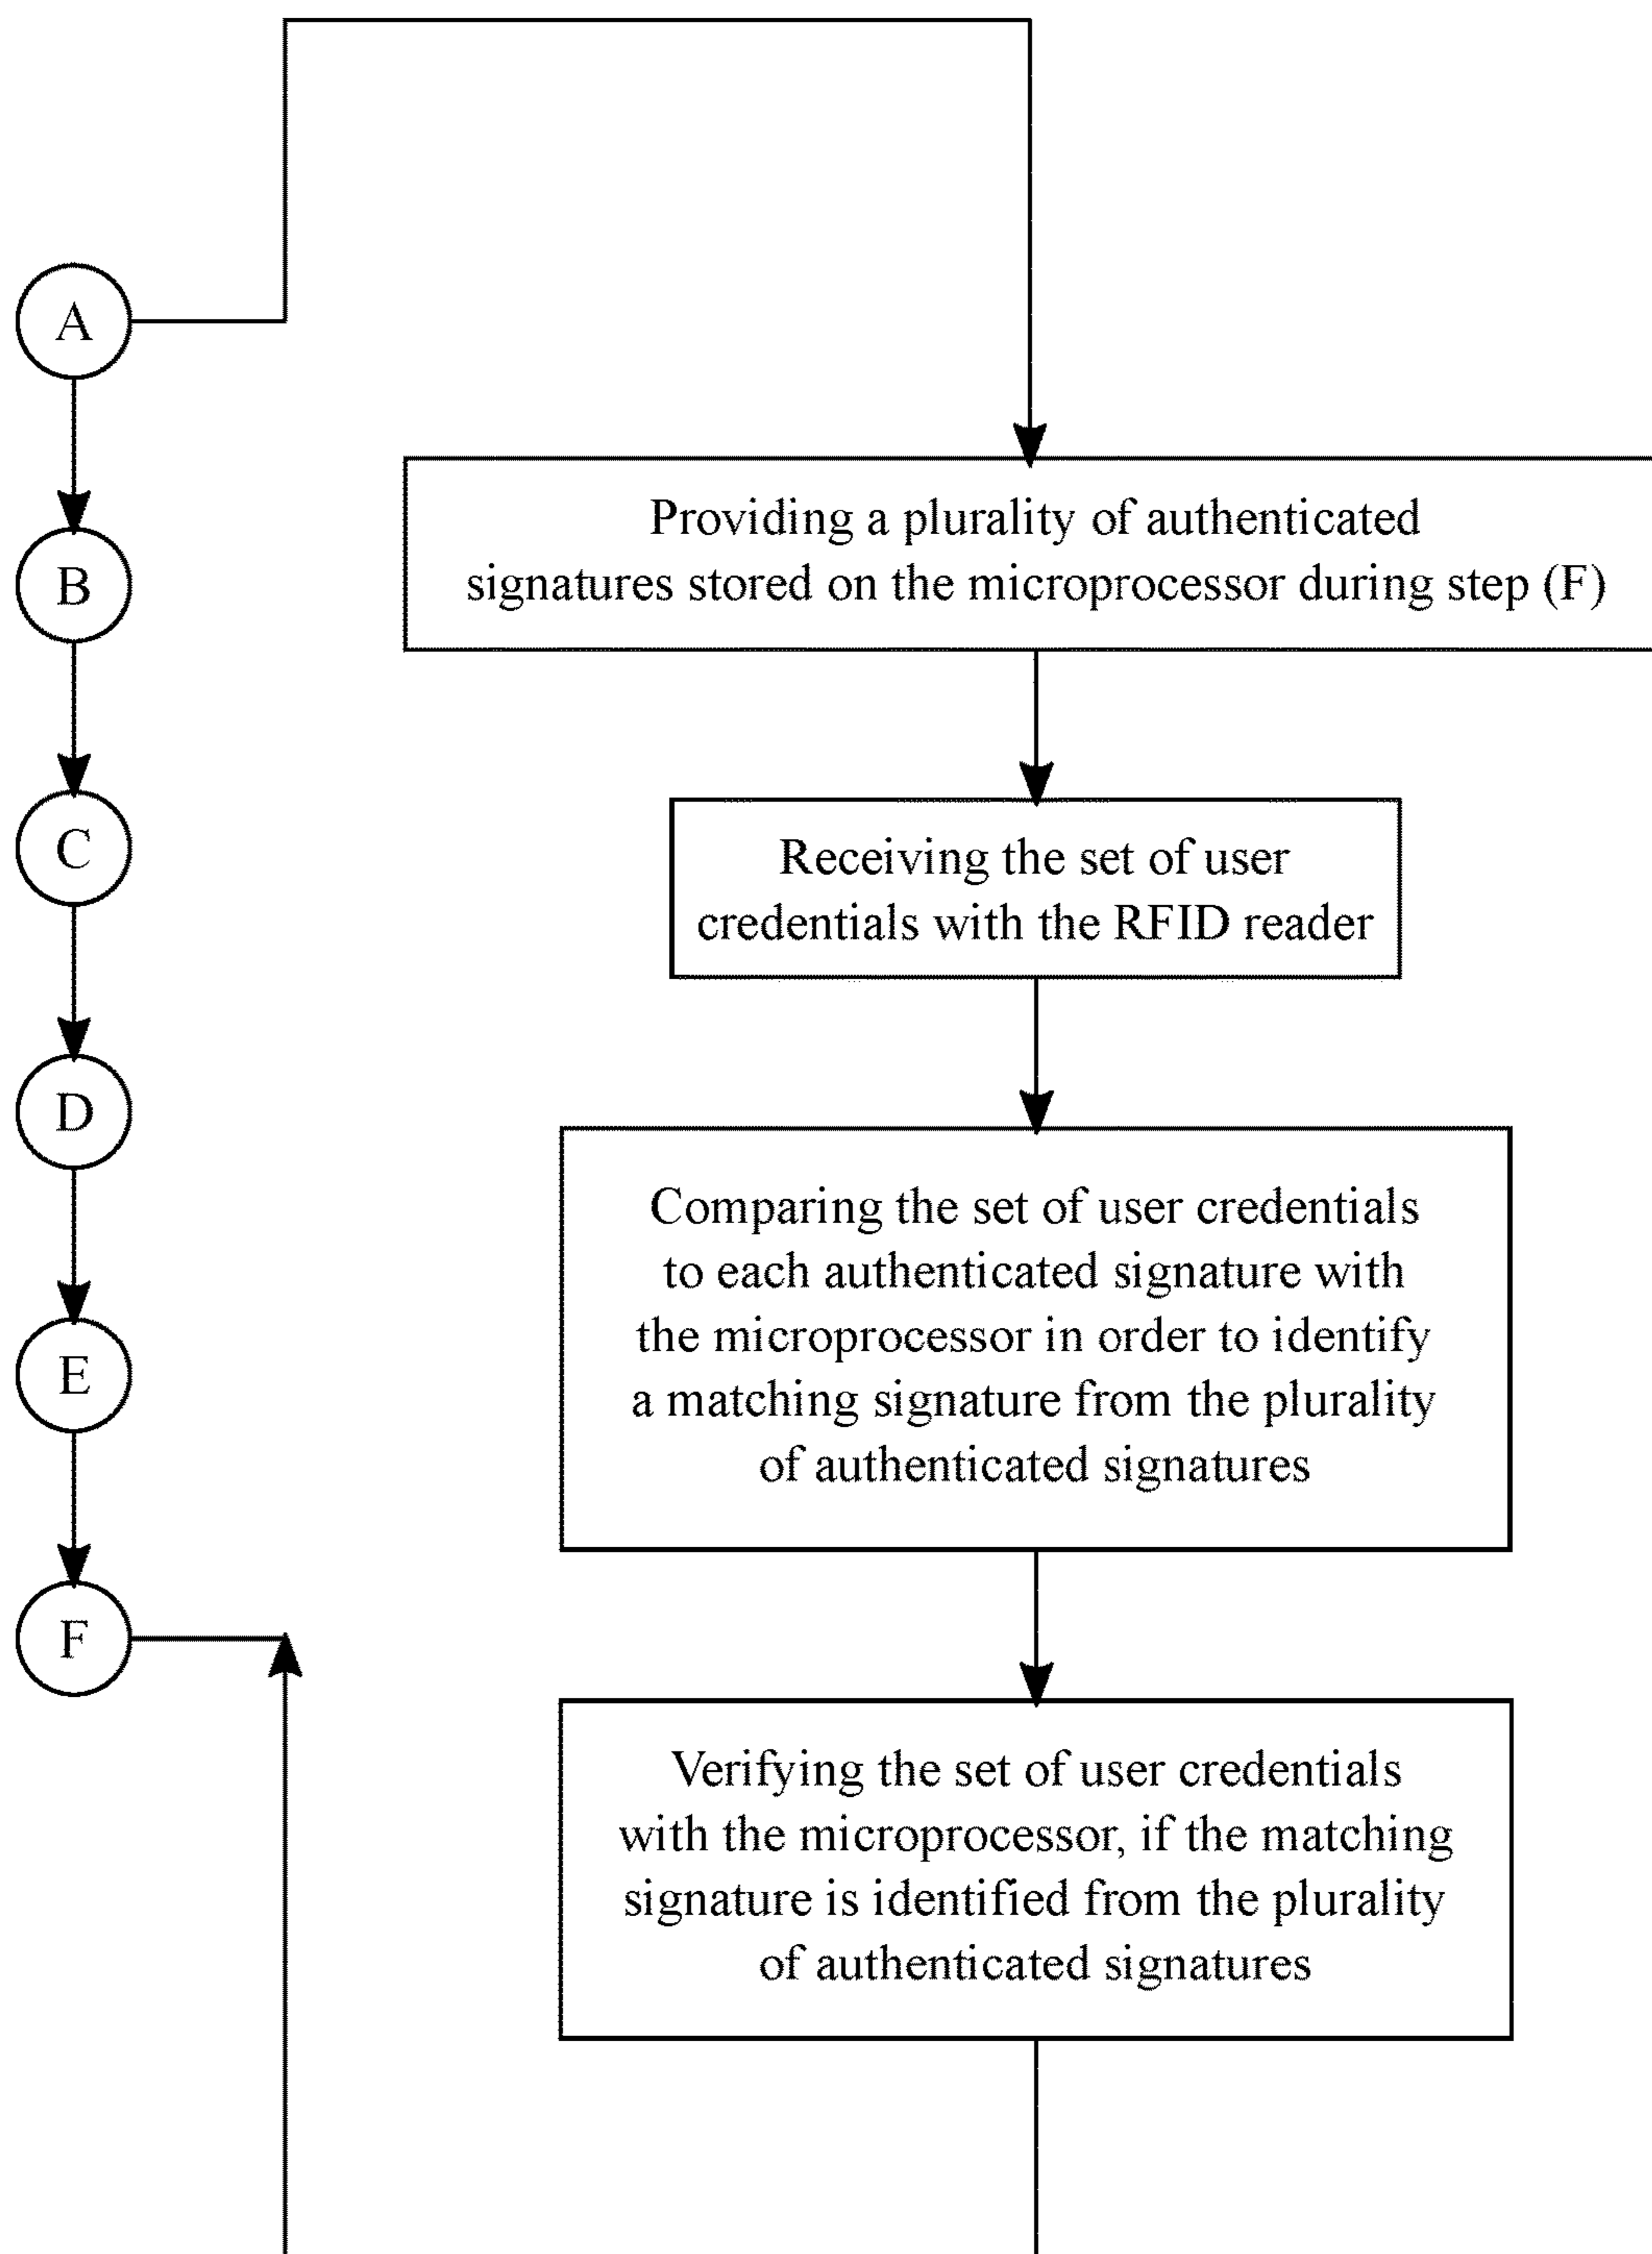 A
B
C
D
E
F
Providing a plurality of authenticated
signatures stored on the microprocessor during step (F)
Receiving the set of user
credentials with the RFID reader
Comparing the set of user credentials
to each authenticated signature with
the microprocessor in order to identify
a matching signature from the plurality
of authenticated signatures
Verifying the set of user credentials
with the microprocessor, if the matching
signature is identified from the plurality
of authenticated signatures